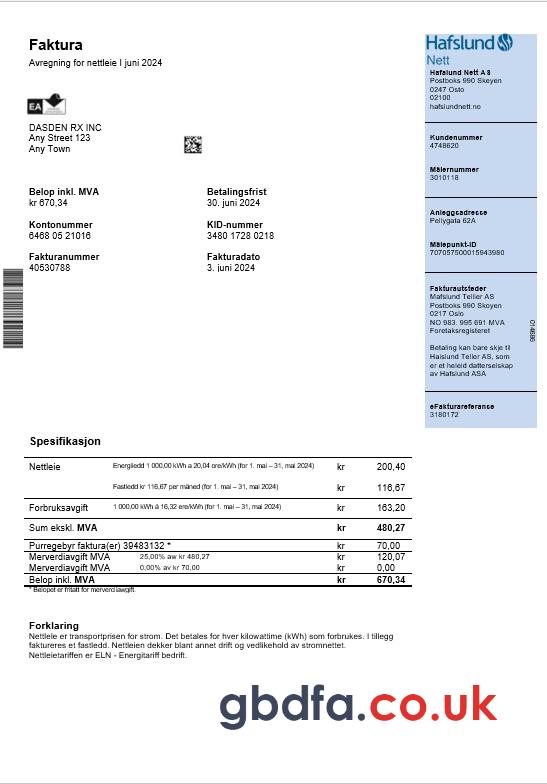 Faktura
Avregning for nettleie I juni 2024
EA
DASDEN RX INC
Any Street 123
Any Town
Belop inkl. MVA
kr 670,34
Betalingsfrist
30. juni 2024
Kontonummer
6468 05 21016
KID-nummer
3480 1728 0218
Fakturanummer
40530788
Fakturadato
3. juni 2024
Hafslund
Nett
Hafslund Nett A8
Postboks 990 Skeyen
0247 Osto
02100
hafslundnett.no
Kundenummer
4748620
Målernummer
3010118
Anleggcadresse
Pellygata 62A
Målepunkt-ID
707057500015943980
Fakturautsteder
Mafslund Teller AS
Postboks 990 Skeyen
0217 Oslo
NO 983. 995 691 MVA
Foretaksregisteret
Betaling kan bare skje til
Haislund Teller AS, som
er et heleid datterselskap
av Hafslund ASA
014686
eFakturareferance
3180172
Spesifikasjon
Nettleie Energiledd 1 000,00 kWh a 20,04 ore/kWh (for 1. mai – 31, mai 2024) kr 200,40
Fastledd kr 116,67 per måned (for 1. mai – 31, mai 2024) kr 116,67
Forbruksavgift 1 000,00 kWh á 16,32 ere/kWh (for 1. mai – 31, mai 2024) kr 163,20
Sum ekskl. MVA kr 480,27
Purregebyr faktura(er) 39483132 * kr 70,00
Merverdiavgift MVA 25,00% aw kr 480,27 kr 120,07
Merverdiavgift MVA 0,00% av kr 70,00 kr 0,00
Belop inkl. MVA kr 670,34
* Belopet er fritatt for merverdiavgift.
Forklaring
Nettlele er transportprisen for strom. Det betales for hver kilowattime (kWh) som forbrukes. I tillegg
faktureres et fastledd. Nettleien dekker blant annet drift og vedlikehold av stromnettet.
Nettleietariffen er ELN - Energitariff bedrift.
gbdfa.co.uk